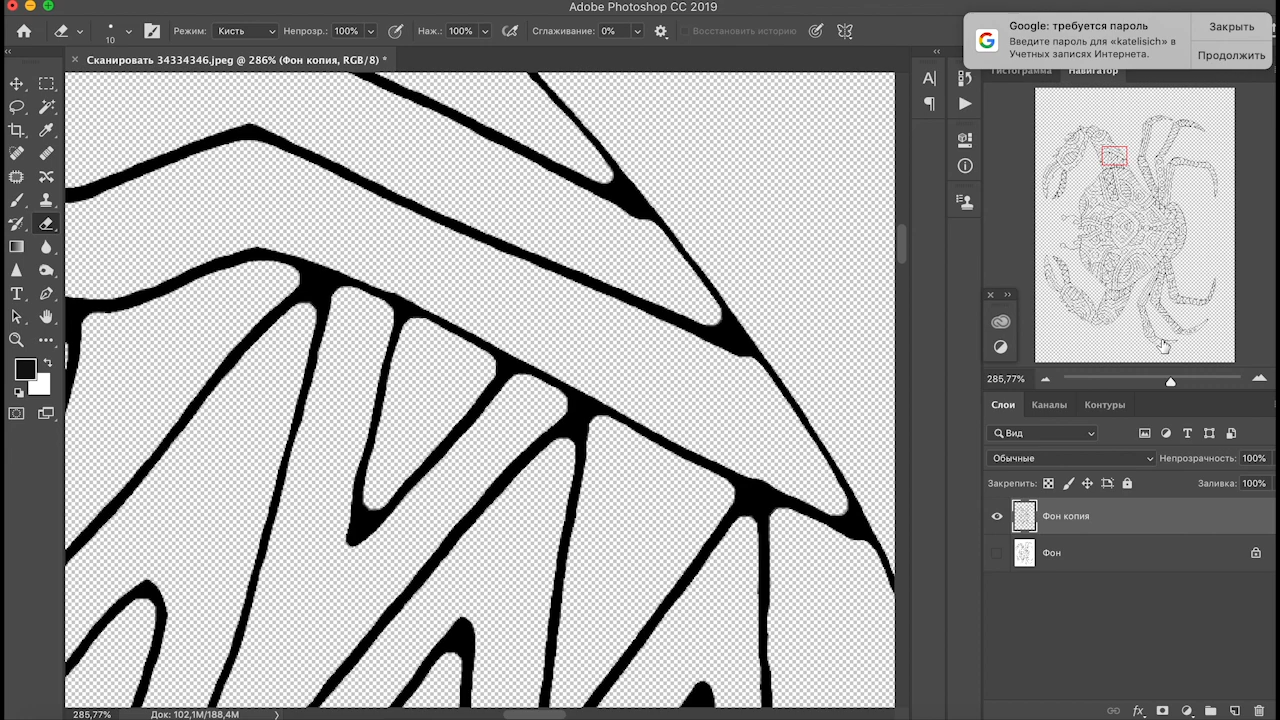 Adobe Photoshop CC 2019
10
Режим:
Кисть
Непрозр.:
100%
Наж.:
100%
Сглаживание:
0%
Восстановить историю
Google: требуется пароль
Введите пароль для «katelisich» в
Учетных записях Интернета.
Закрыть
Продолжить
Сканировать 34334346.jpeg @ 286% (Фон копия, RGB/8) *
Гистограмма
Навигатор
285,77%
Слои
Каналы
Контуры
Вид
Обычные
Непрозрачность:
100%
Закрепить:
Заливка:
100%
Фон копия
Фон
fx
285,77%
Док: 102,1M/188,4M